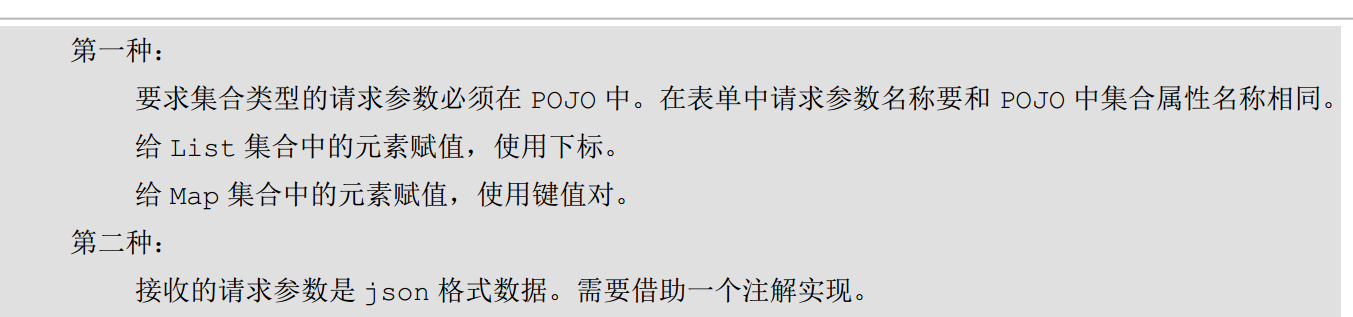 第一种：
要求集合类型的请求参数必须在 POJO 中。在表单中请求参数名称要和 POJO 中集合属性名称相同。
给 List 集合中的元素赋值，使用下标。
给 Map 集合中的元素赋值，使用键值对。
第二种：
接收的请求参数是 json 格式数据。需要借助一个注解实现。